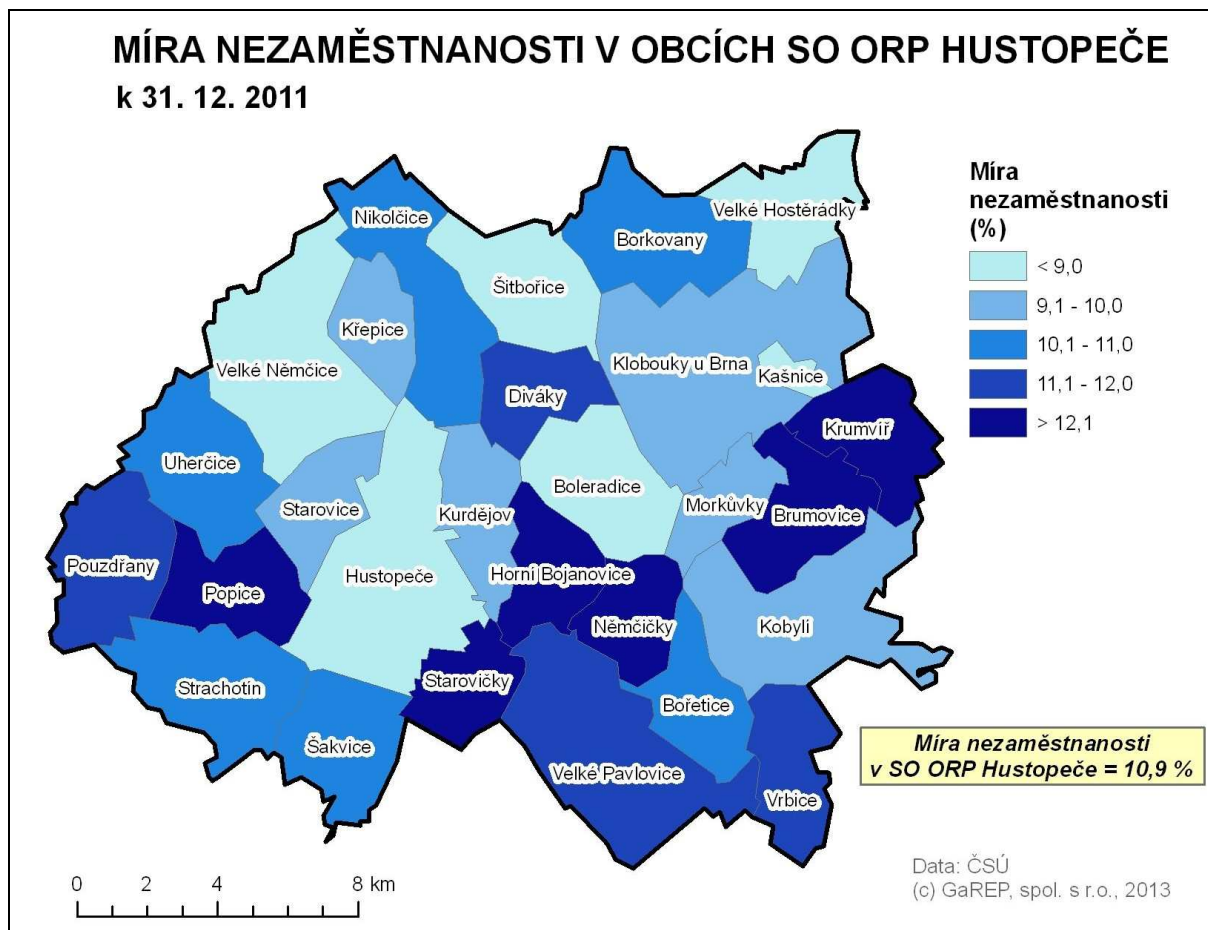 MÍRA NEZAMĚSTNANOSTI V OBCÍCH SO ORP HUSTOPEČE
k 31. 12. 2011
Míra
nezaměstnanosti
(%)
< 9,0
9,1 - 10,0
10,1 - 11,0
11,1 - 12,0
> 12,1
Velké Hostěrádky
Nikolčice
Borkovany
Šitbořice
Křepice
Klobouky u Brna
Velké Němčice
Kašnice
Diváky
Krumvíř
Uherčice
Boleradice
Morkůvky
Starovice
Kurdějov
Brumovice
Pouzdřany
Hustopeče
Horní Bojanovice
Popice
Němčičky
Kobylí
Starovičky
Strachotín
Bořetice
Šakvice
Velké Pavlovice
Vrbice
Míra nezaměstnanosti
v SO ORP Hustopeče = 10,9 %
Data: ČSÚ
(c) GaREP, spol. s r.o., 2013
0 2 4 8 km